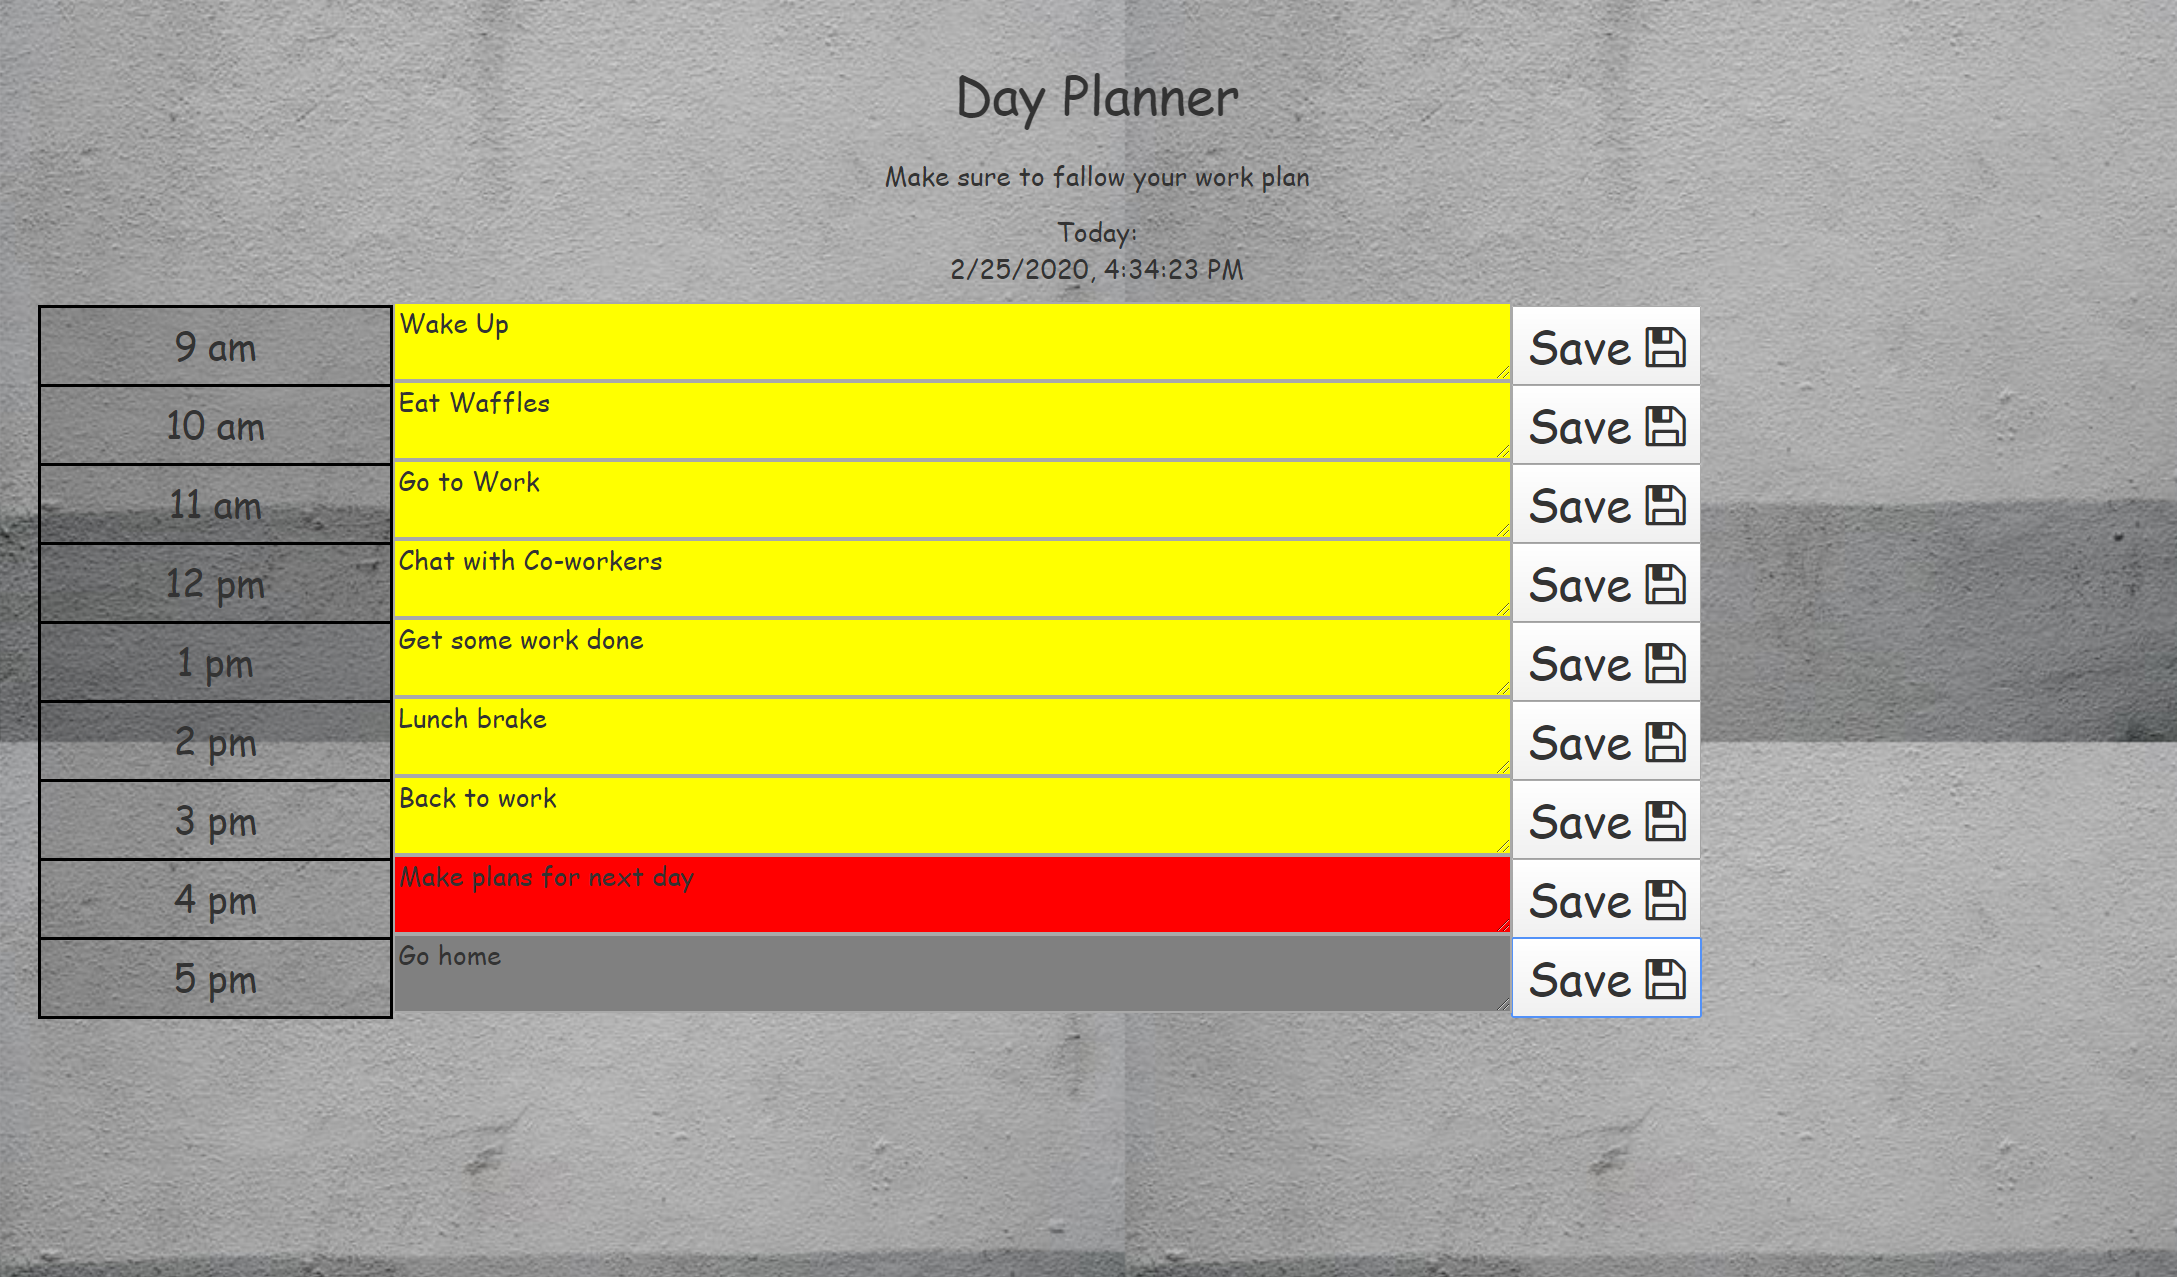 Day Planner
Make sure to fallow your work plan
Today:
2/25/2020, 4:34:23 PM
9 am Wake Up Save
10 am Eat Waffles Save
11 am Go to Work Save
12 pm Chat with Co-workers Save
1 pm Get some work done Save
2 pm Lunch brake Save
3 pm Back to work Save
4 pm Make plans for next day Save
5 pm Go home Save